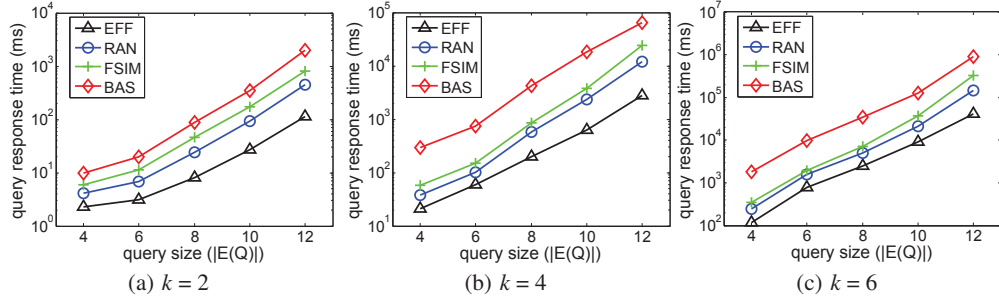 query response time (ms)
10^4
10^3
10^2
10^1
10^0
EFF
RAN
FSIM
BAS
4 6 8 10 12
query size (|E(Q)|)
(a) k = 2
query response time (ms)
10^5
10^4
10^3
10^2
10^1
EFF
RAN
FSIM
BAS
4 6 8 10 12
query size (|E(Q)|)
(b) k = 4
query response time (ms)
10^7
10^6
10^5
10^4
10^3
10^2
EFF
RAN
FSIM
BAS
4 6 8 10 12
query size (|E(Q)|)
(c) k = 6